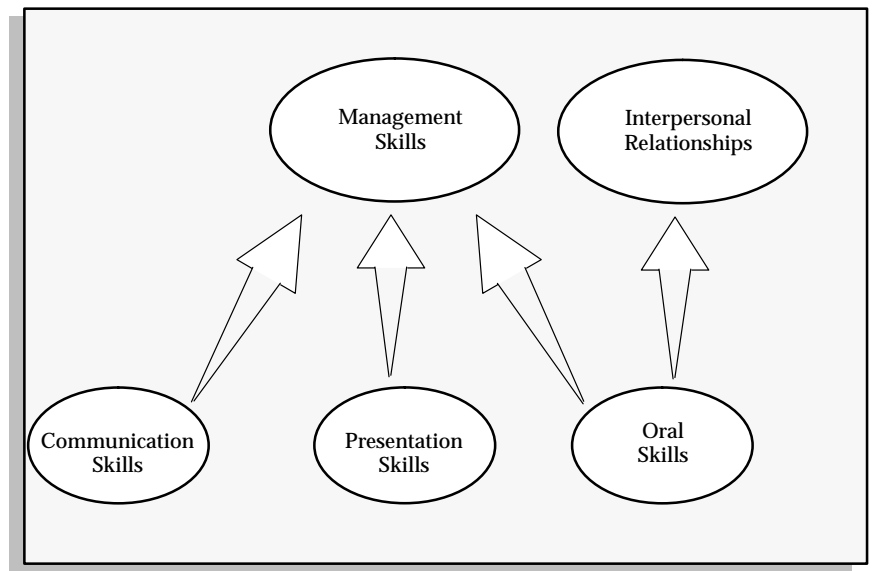 Management
Skills
Interpersonal
Relationships
Communication
Skills
Presentation
Skills
Oral
Skills